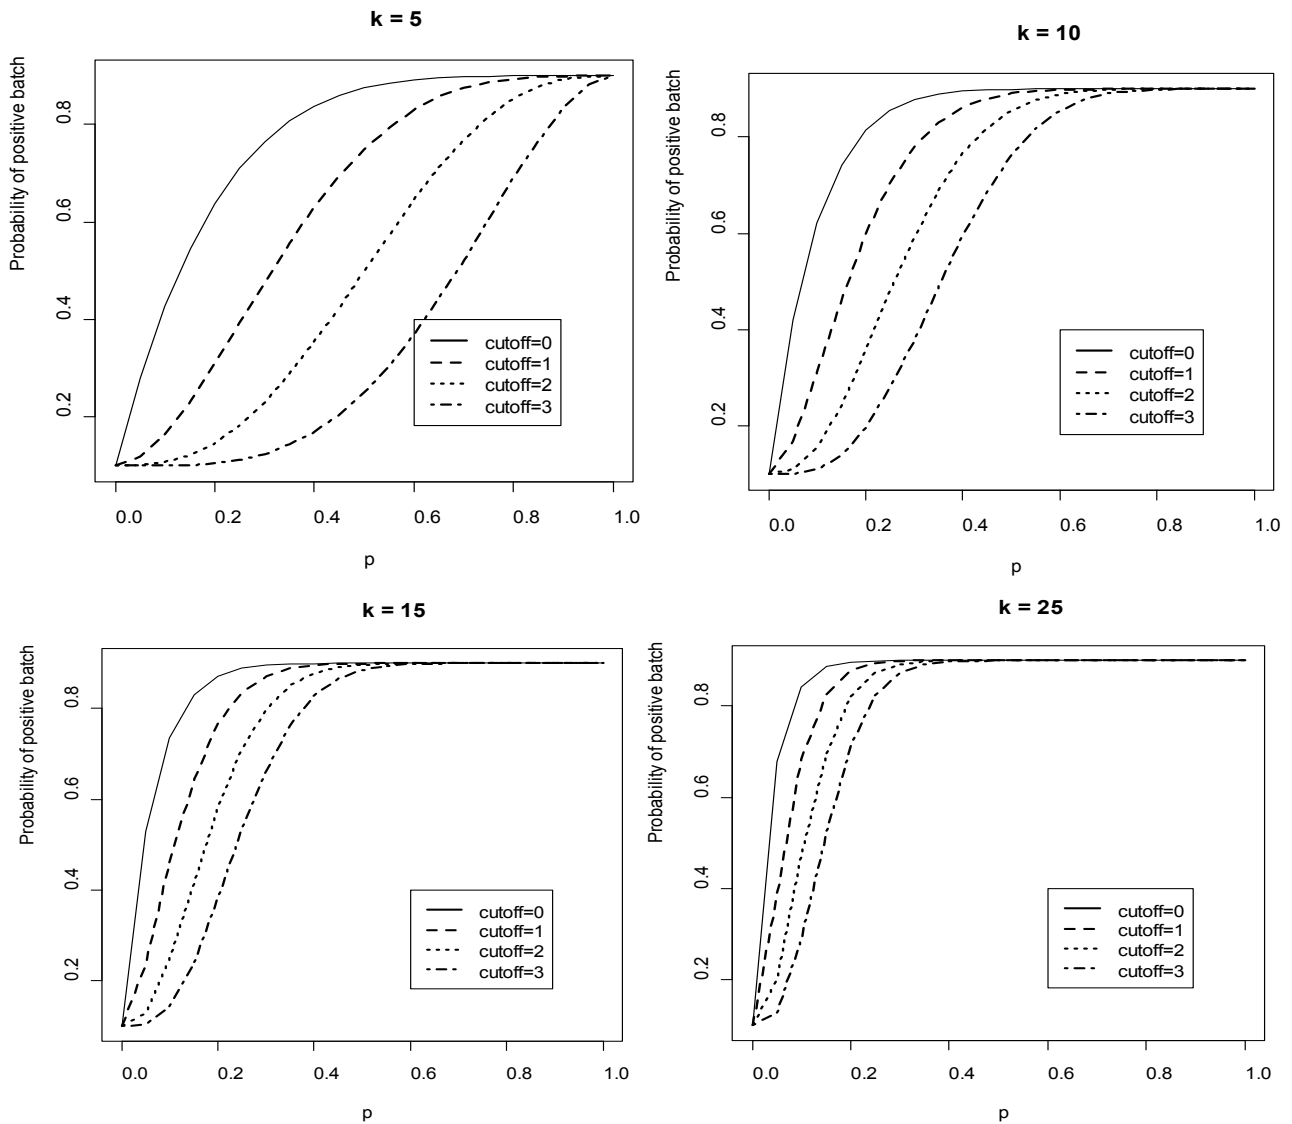 k = 5
Probability of positive batch
0.8
0.6
0.4
0.2
cutoff=0
cutoff=1
cutoff=2
cutoff=3
0.0 0.2 0.4 0.6 0.8 1.0
p
k = 10
Probability of positive batch
0.8
0.6
0.4
0.2
cutoff=0
cutoff=1
cutoff=2
cutoff=3
0.0 0.2 0.4 0.6 0.8 1.0
p
k = 15
Probability of positive batch
0.8
0.6
0.4
0.2
cutoff=0
cutoff=1
cutoff=2
cutoff=3
0.0 0.2 0.4 0.6 0.8 1.0
p
k = 25
Probability of positive batch
0.8
0.6
0.4
0.2
cutoff=0
cutoff=1
cutoff=2
cutoff=3
0.0 0.2 0.4 0.6 0.8 1.0
p